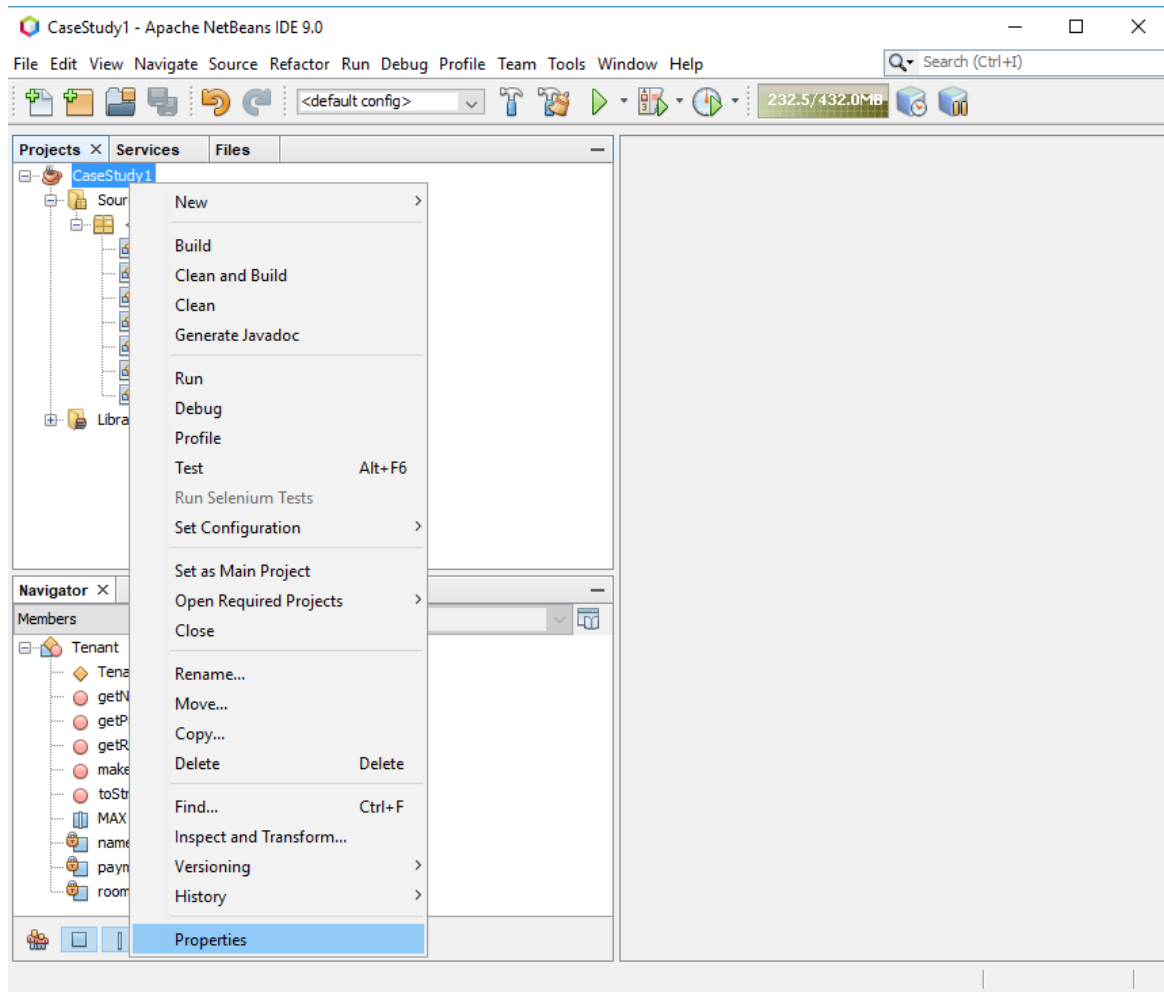 CaseStudy1 - Apache NetBeans IDE 9.0
File Edit View Navigate Source Refactor Run Debug Profile Team Tools Window Help
Search (Ctrl+I)
<default config>
232.5/432.0MB
Projects Services Files
CaseStudy1
Sour
Libra
New
Build
Clean and Build
Clean
Generate Javadoc
Run
Debug
Profile
Test Alt+F6
Run Selenium Tests
Set Configuration
Set as Main Project
Open Required Projects
Close
Rename...
Move...
Copy...
Delete Delete
Find... Ctrl+F
Inspect and Transform...
Versioning
History
Properties
Navigator
Members
Tenant
Tena
getN
getP
getR
make
toStr
MAX
name
paym
room